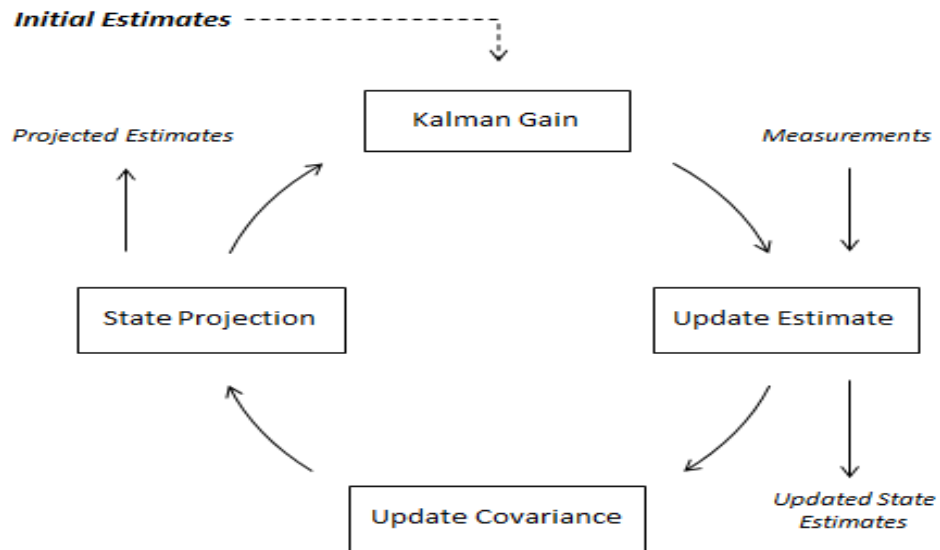 Initial Estimates
Kalman Gain
Projected Estimates
Measurements
State Projection
Update Estimate
Update Covariance
Updated State
Estimates